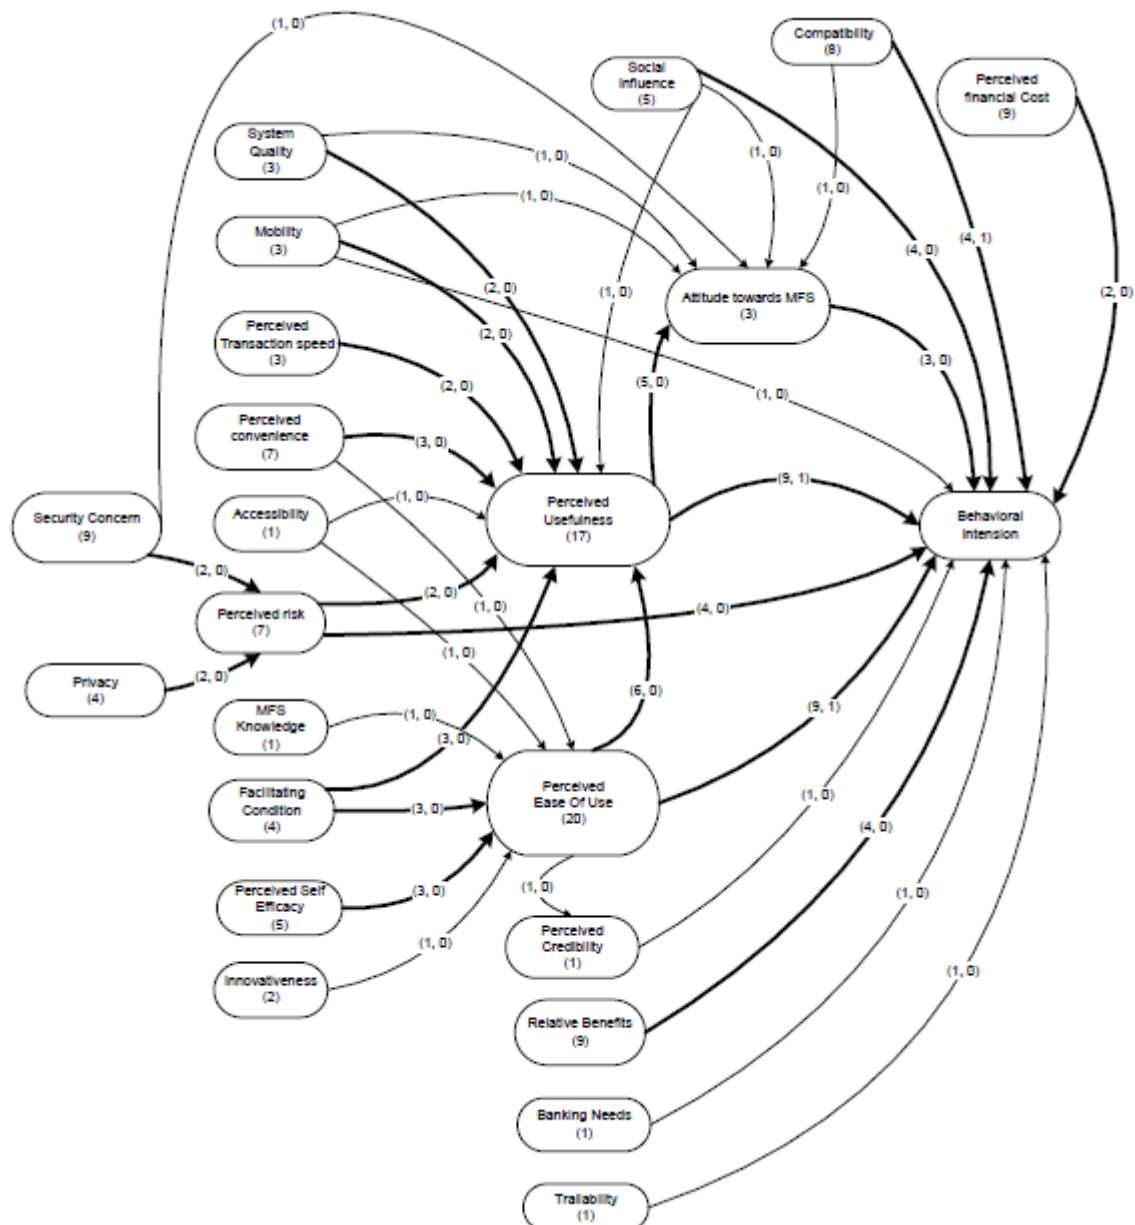 (1, 0)
Compatibility
(8)
Social
Influence
(5)
Perceived
financial Cost
(9)
System
Quality
(3)
(1, 0)
(1, 0)
(1, 0)
(1, 0)
Mobility
(3)
(4, 0)
(4, 1)
(2, 0)
(1, 0)
(2, 0)
Attitude towards MFS
(3)
Perceived
Transaction speed
(3)
(2, 0)
(3, 0)
(2, 0)
(5, 0)
(1, 0)
Perceived
convenience
(7)
(3, 0)
(9, 1)
Security Concern
(9)
Accessibility
(1)
(1, 0)
Perceived
Usefulness
(17)
Behavioral
Intension
(2, 0)
(2, 0)
(1, 0)
(4, 0)
Perceived risk
(7)
(1, 0)
Privacy
(4)
(2, 0)
(6, 0)
(9, 1)
MFS
Knowledge
(1)
(1, 0)
(3, 0)
Facilitating
Condition
(4)
(3, 0)
Perceived
Ease Of Use
(20)
(1, 0)
(4, 0)
Perceived Self
Efficacy
(5)
(3, 0)
(1, 0)
(1, 0)
(1, 0)
Perceived
Credibility
(1)
(1, 0)
Innovativeness
(2)
Relative Benefits
(9)
Banking Needs
(1)
Trailability
(1)